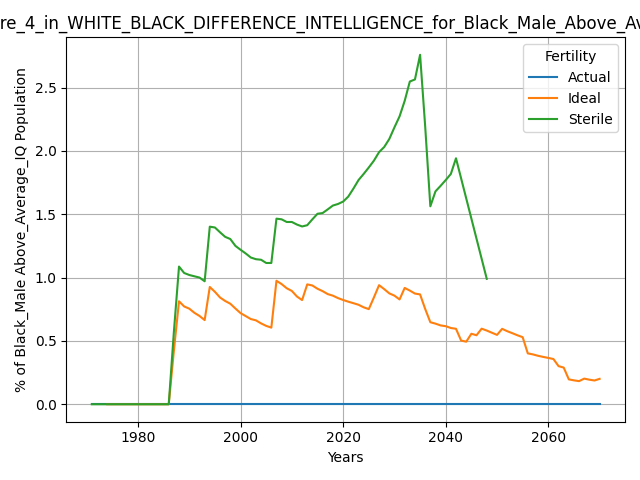 re_4_in_WHITE_BLACK_DIFFERENCE_INTELLIGENCE_for_Black_Male_Above_Av
Fertility
Actual
Ideal
Sterile
% of Black_Male Above_Average_IQ Population
2.5
2.0
1.5
1.0
0.5
0.0
1980 2000 2020 2040 2060
Years